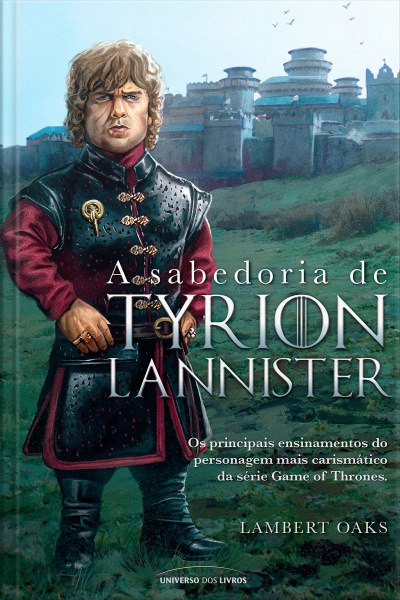 A sabedoria de
TYRION
LANNISTER
Os principais ensinamentos do
personagem mais carismático
da série Game of Thrones.
LAMBERT OAKS
UNIVERSO DOS LIVROS